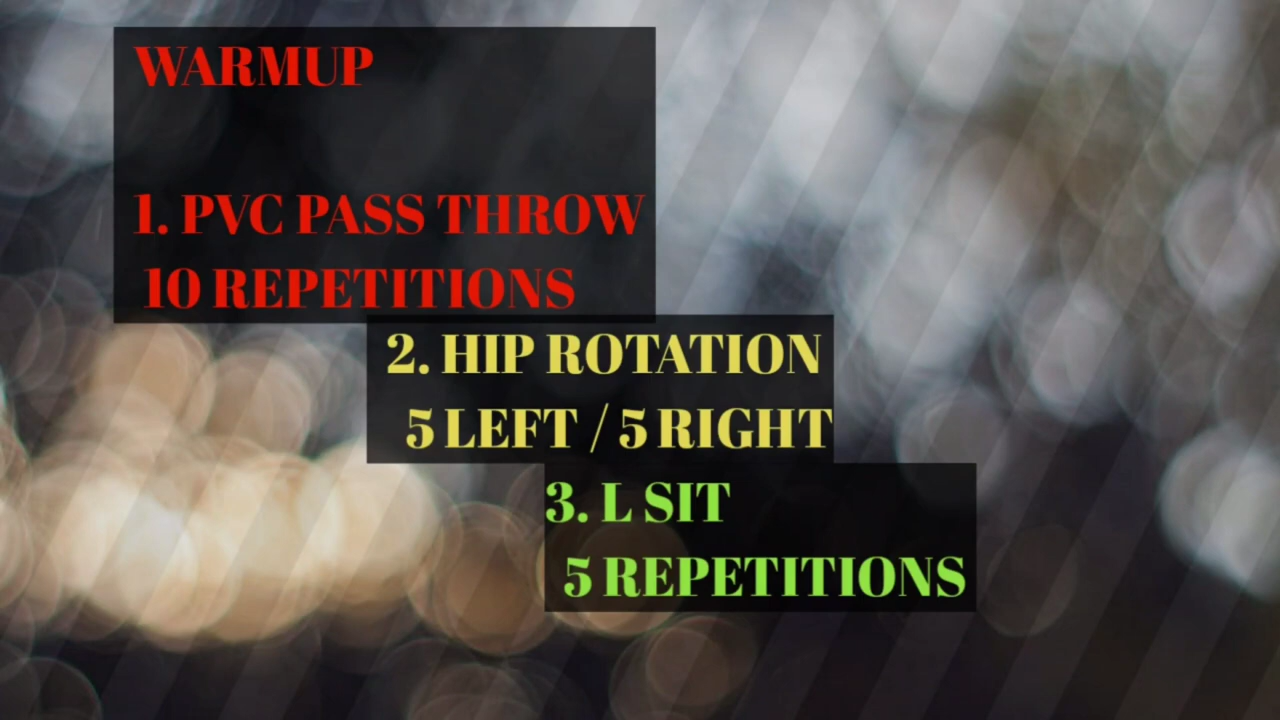 WARMUP
1. PVC PASS THROW
10 REPETITIONS
2. HIP ROTATION
5 LEFT / 5 RIGHT
3. L SIT
5 REPETITIONS